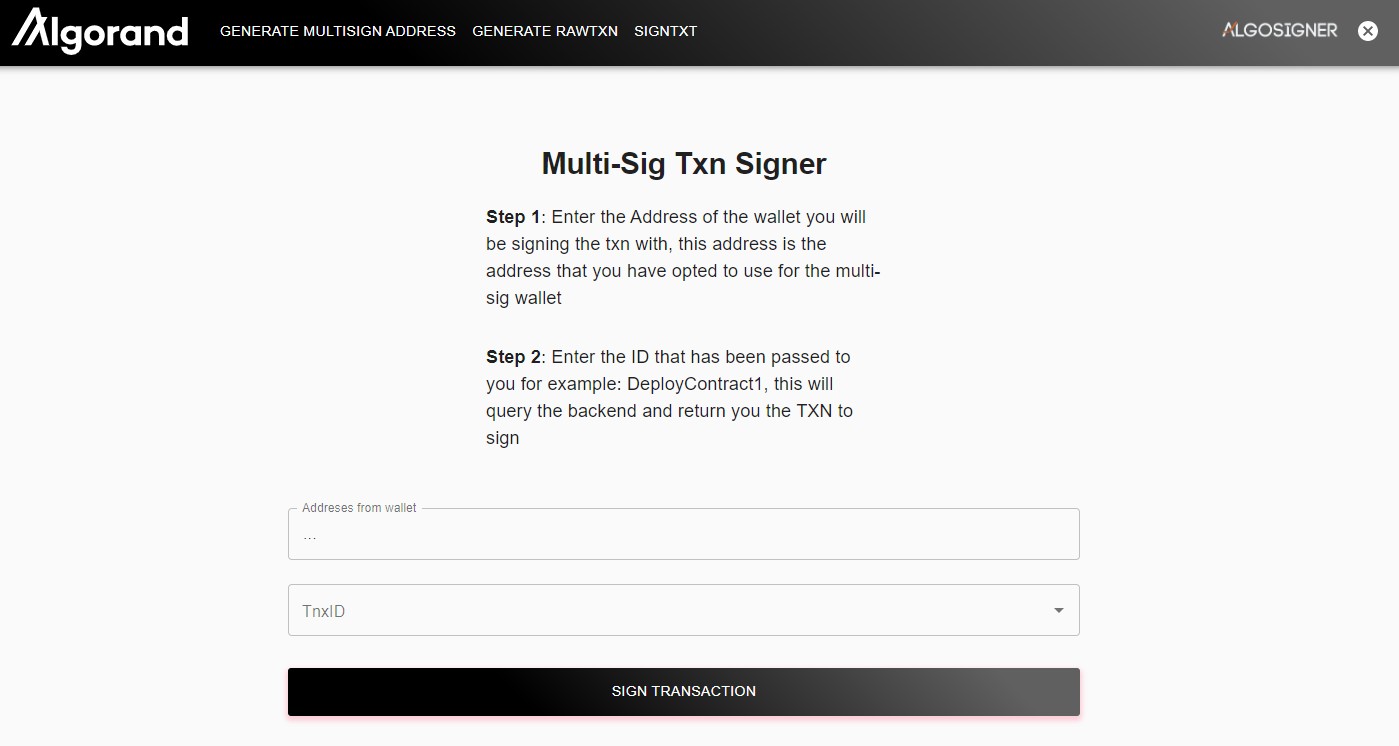 Algorand GENERATE MULTISIGN ADDRESS GENERATE RAWTXN SIGNTXT ALGOSIGNER
Multi-Sig Txn Signer
Step 1: Enter the Address of the wallet you will
be signing the txn with, this address is the
address that you have opted to use for the multi-
sig wallet
Step 2: Enter the ID that has been passed to
you for example: DeployContract1, this will
query the backend and return you the TXN to
sign
Addreses from wallet
...
TnxID
SIGN TRANSACTION